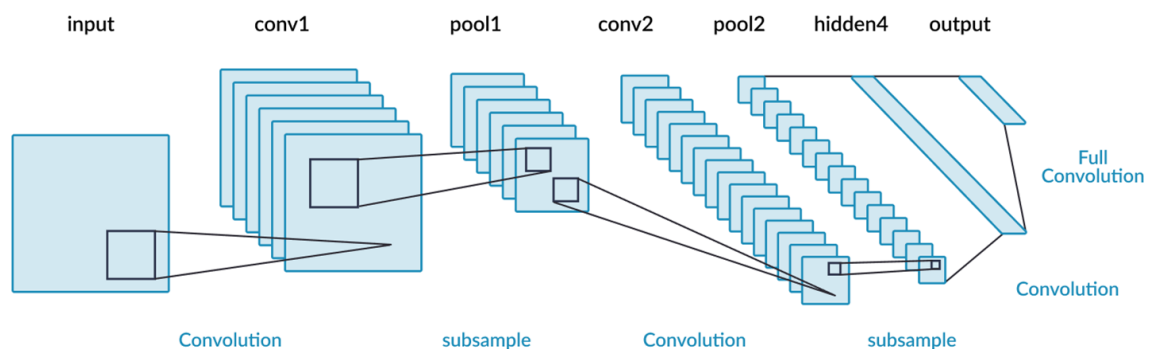 input
conv1
pool1
conv2
pool2
hidden4
output
Full
Convolution
Convolution
Convolution
subsample
Convolution
subsample